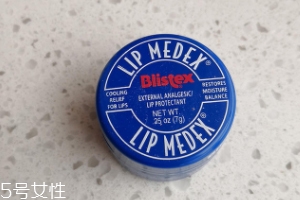 LIP MEDEX®
Blistex®
COOLING
RELIEF
FOR LIPS
EXTERNAL ANALGESIC/
LIP PROTECTANT
RESTORES
MOISTURE
BALANCE
NET WT.
.25 oz (7g)
LIP MEDEX®
5号女性